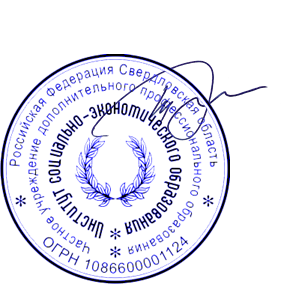 Российская Федерация Свердловская область
Частное учреждение дополнительного профессионального образования
Институт социально-экономического образования
ОГРН 1086600001124